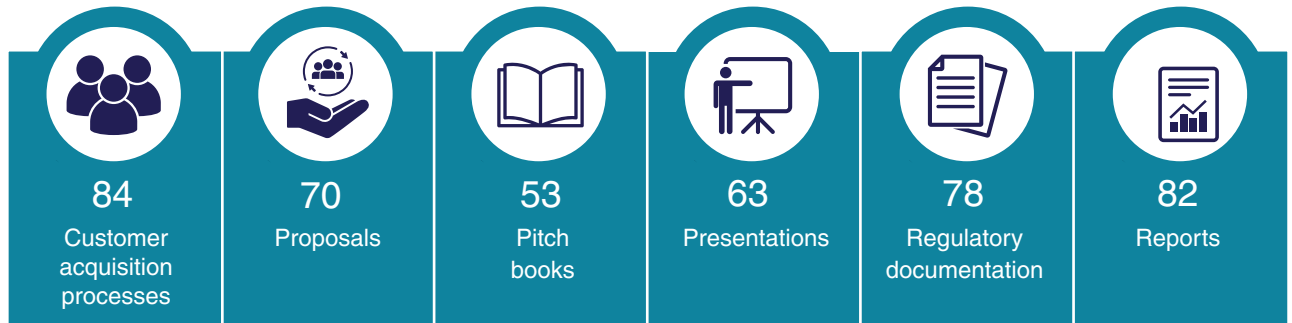 84
Customer
acquisition
processes
70
Proposals
53
Pitch
books
63
Presentations
78
Regulatory
documentation
82
Reports